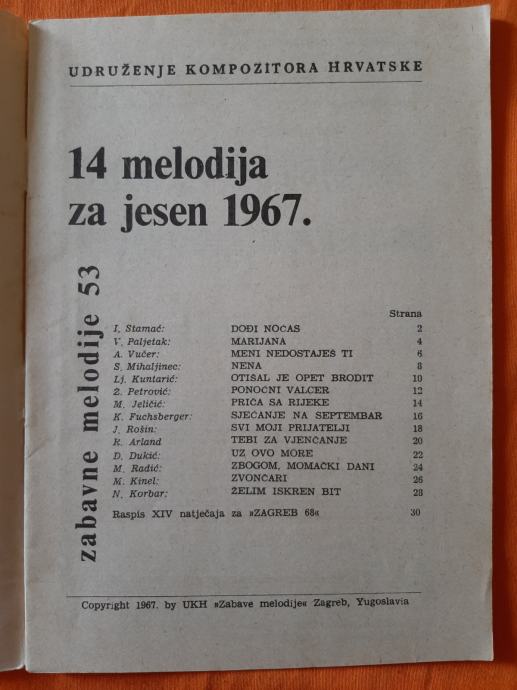 UDRUŽENJE KOMPOZITORA HRVATSKE
14 melodija
za jesen 1967.
zabavne melodije 53
Strana
I. Stamać: DOĐI NOĆAS 2
V. Paljetak: MARIJANA 4
A. Vučer: MENI NEDOSTAJEŠ TI 6
S. Mihaljinec: NENA 8
Lj. Kuntarić: OTIŠAL JE OPET BRODIT 10
Ž. Petrović: PONOĆNI VALCER 12
M. Jeličić: PRIČA SA RIJEKE 14
K. Fuchsberger: SJEĆANJE NA SEPTEMBAR 16
J. Rošin: SVI MOJI PRIJATELJI 18
R. Arland TEBI ZA VJENČANJE 20
D. Dukić: UZ OVO MORE 22
M. Radić: ZBOGOM, MOMAČKI DANI 24
M. Kinel: ZVONČARI 26
N. Korbar: ŽELIM ISKREN BIT 28
Raspis XIV natječaja za »ZAGREB 68« 30
Copyright 1967. by UKH »Zabave melodije« Zagreb, Yugoslavia